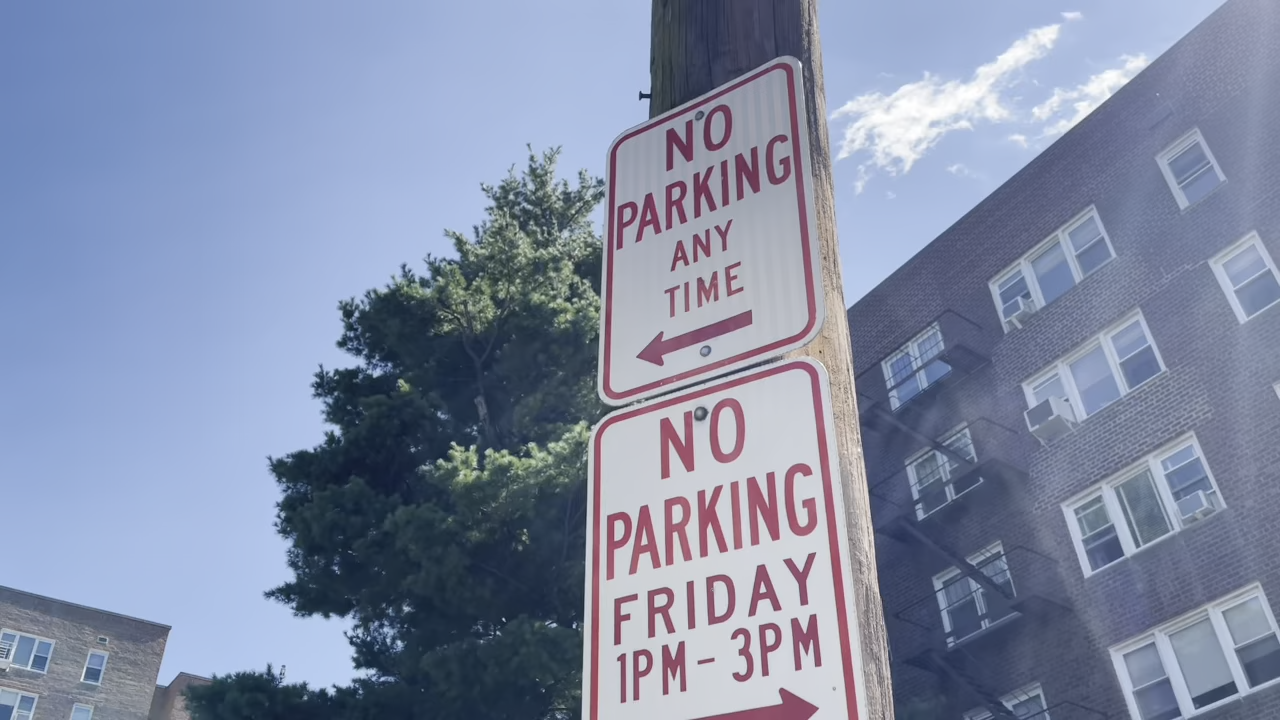 NO
PARKING
ANY
TIME
NO
PARKING
FRIDAY
1PM - 3PM